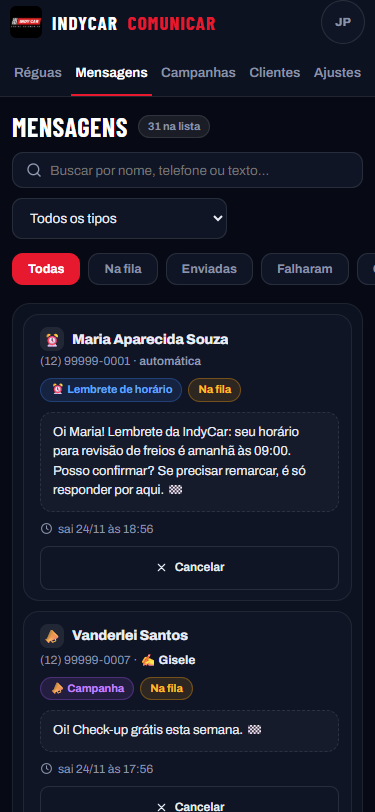 INDYCAR COMUNICAR
JP
Réguas Mensagens Campanhas Clientes Ajustes
MENSAGENS 31 na lista
Buscar por nome, telefone ou texto...
Todos os tipos
Todas Na fila Enviadas Falharam
Maria Aparecida Souza
(12) 99999-0001 · automática
⏰ Lembrete de horário Na fila
Oi Maria! Lembrete da IndyCar: seu horário
para revisão de freios é amanhã às 09:00.
Posso confirmar? Se precisar remarcar, é só
responder por aqui. 🏁
sai 24/11 às 18:56
Cancelar
Vanderlei Santos
(12) 99999-0007 · ✍️ Gisele
📣 Campanha Na fila
Oi! Check-up grátis esta semana. 🏁
sai 24/11 às 17:56
Cancelar